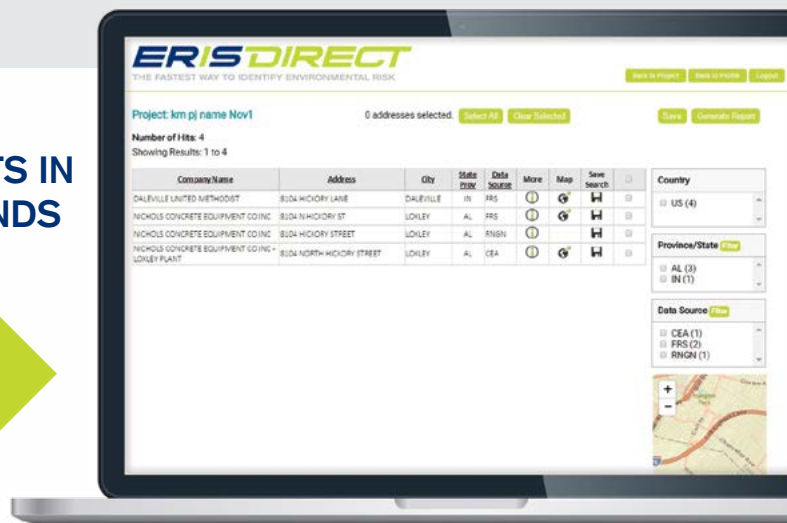 TS IN
NDS
ERISDIRECT
THE FASTEST WAY TO IDENTIFY ENVIRONMENTAL RISK
Back to Project Back to Profile Logout
Project: km pj name Nov1 0 addresses selected. Select All Clear Selected Save Generate Report
Number of Hits: 4
Showing Results: 1 to 4
Company Name Address City State Prov Data Source More Map Save Search
DALEVILLE UNITED METHODIST 8104 HICKORY LANE DALEVILLE IN FRS
NICHOLS CONCRETE EQUIPMENT CO INC 8104 N HICKORY ST LOXLEY AL FRS
NICHOLS CONCRETE EQUIPMENT CO INC 8104 HICKORY STREET LOXLEY AL RNGN
NICHOLS CONCRETE EQUIPMENT CO INC - LOXLEY PLANT 8104 NORTH HICKORY STREET LOXLEY AL CEA
Country
US (4)
Province/State Filter
AL (3)
IN (1)
Data Source Filter
CEA (1)
FRS (2)
RNGN (1)
+
−